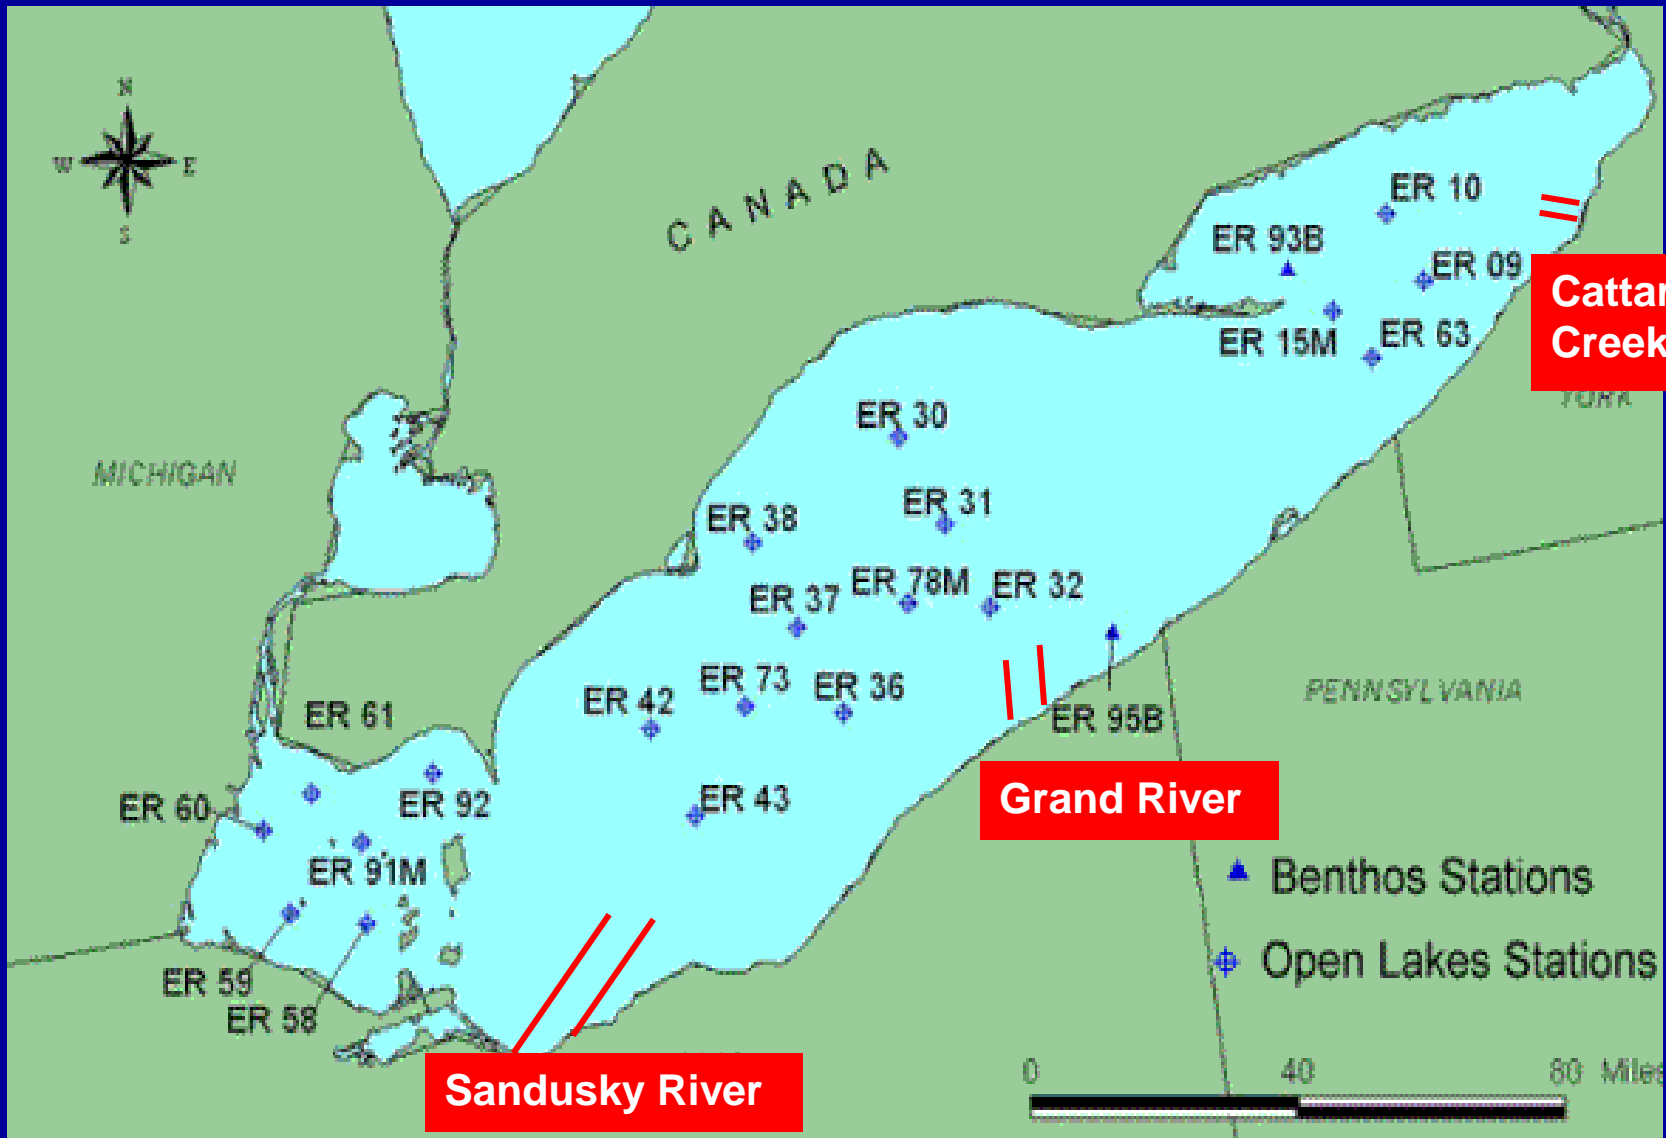 N
W
E
S
CANADA
MICHIGAN
ER 10
ER 93B
ER 09
ER 15M
ER 63
Creek
YORK
ER 30
ER 31
ER 38
ER 78M
ER 32
ER 37
ER 73
ER 36
ER 42
ER 61
PENNSYLVANIA
ER 95B
ER 60
ER 92
ER 43
Grand River
ER 91M
Benthos Stations
Open Lakes Stations
ER 59
ER 58
Sandusky River
0 40 80 Miles